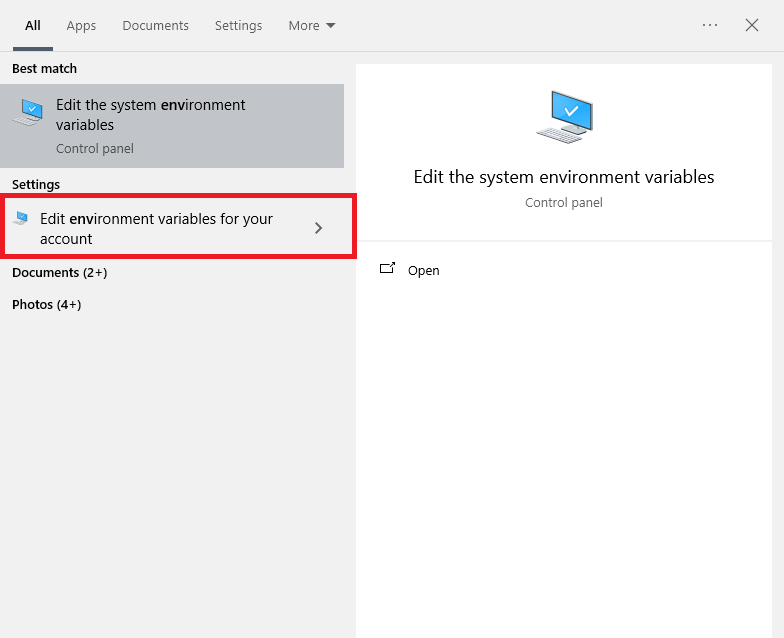 All Apps Documents Settings More
Best match
Edit the system environment
variables
Control panel
Settings
Edit environment variables for your
account
Documents (2+)
Photos (4+)
Edit the system environment variables
Control panel
Open